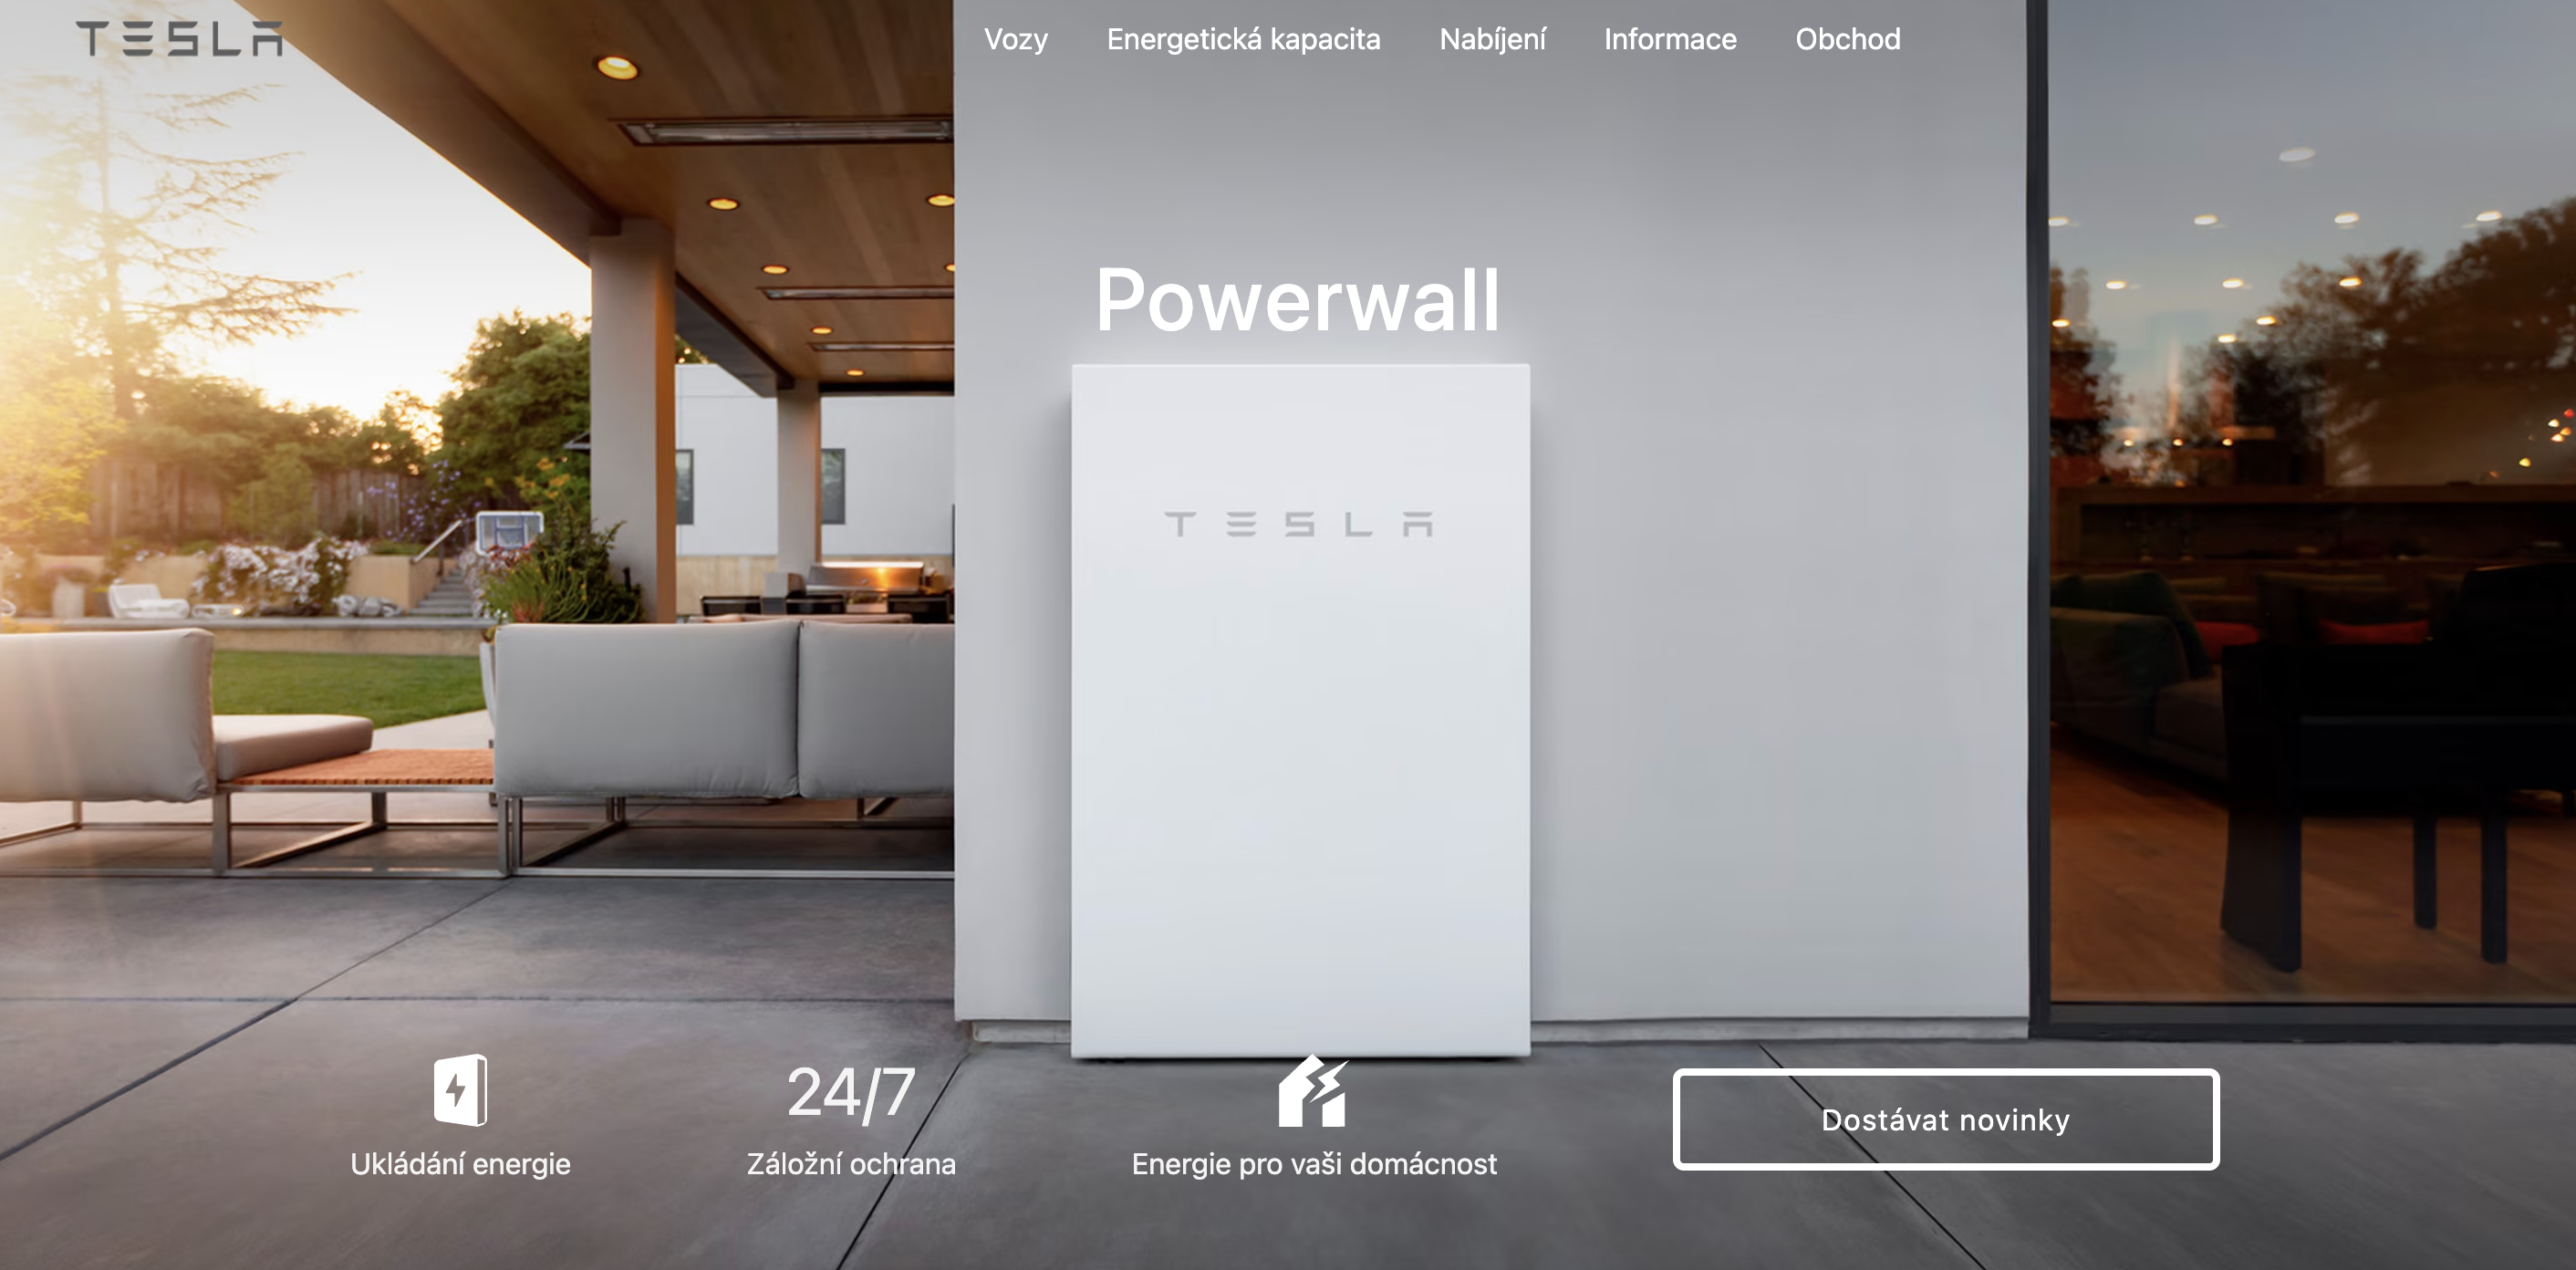 TESLA
Vozy Energetická kapacita Nabíjení Informace Obchod
Powerwall
TESLA
24/7
Ukládání energie
Záložní ochrana
Energie pro vaši domácnost
Dostávat novinky